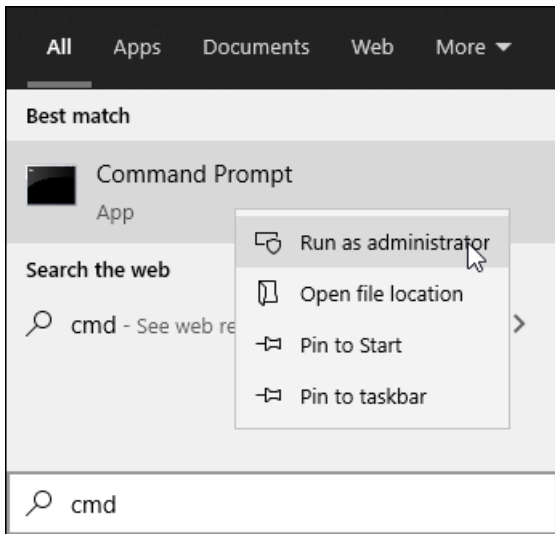 All Apps Documents Web More
Best match
Command Prompt
App
Run as administrator
Search the web
Open file location
cmd - See web re
Pin to Start
Pin to taskbar
cmd